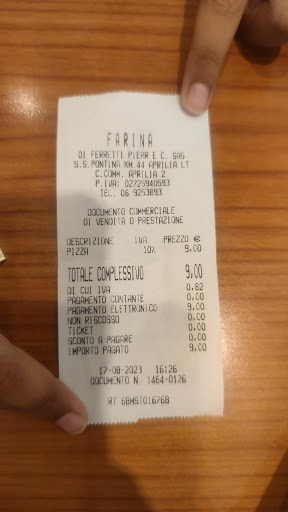 FARINA
DI FERRETTI PIEHR E C. SAS
S.S.PONTINA KM.44 APRILIA LT
C.COMM. APRILIA 2
P.IVA: 02725940593
TEL. 06 9253693
DOCUMENTO COMMERCIALE
DI VENDITA O PRESTAZIONE
DESCRIZIONE IVA PREZZO €
PIZZA 10% 9,00
TOTALE COMPLESSIVO 9,00
DI CUI IVA 0,82
PAGAMENTO CONTANTE 0,00
PAGAMENTO ELETTRONICO 9,00
NON RISCOSSO 0,00
TICKET 0,00
SCONTO A PAGARE 0,00
IMPORTO PAGATO 9,00
17-08-2023 16:26
DOCUMENTO N. 1464-0126
RT 6BMST016768